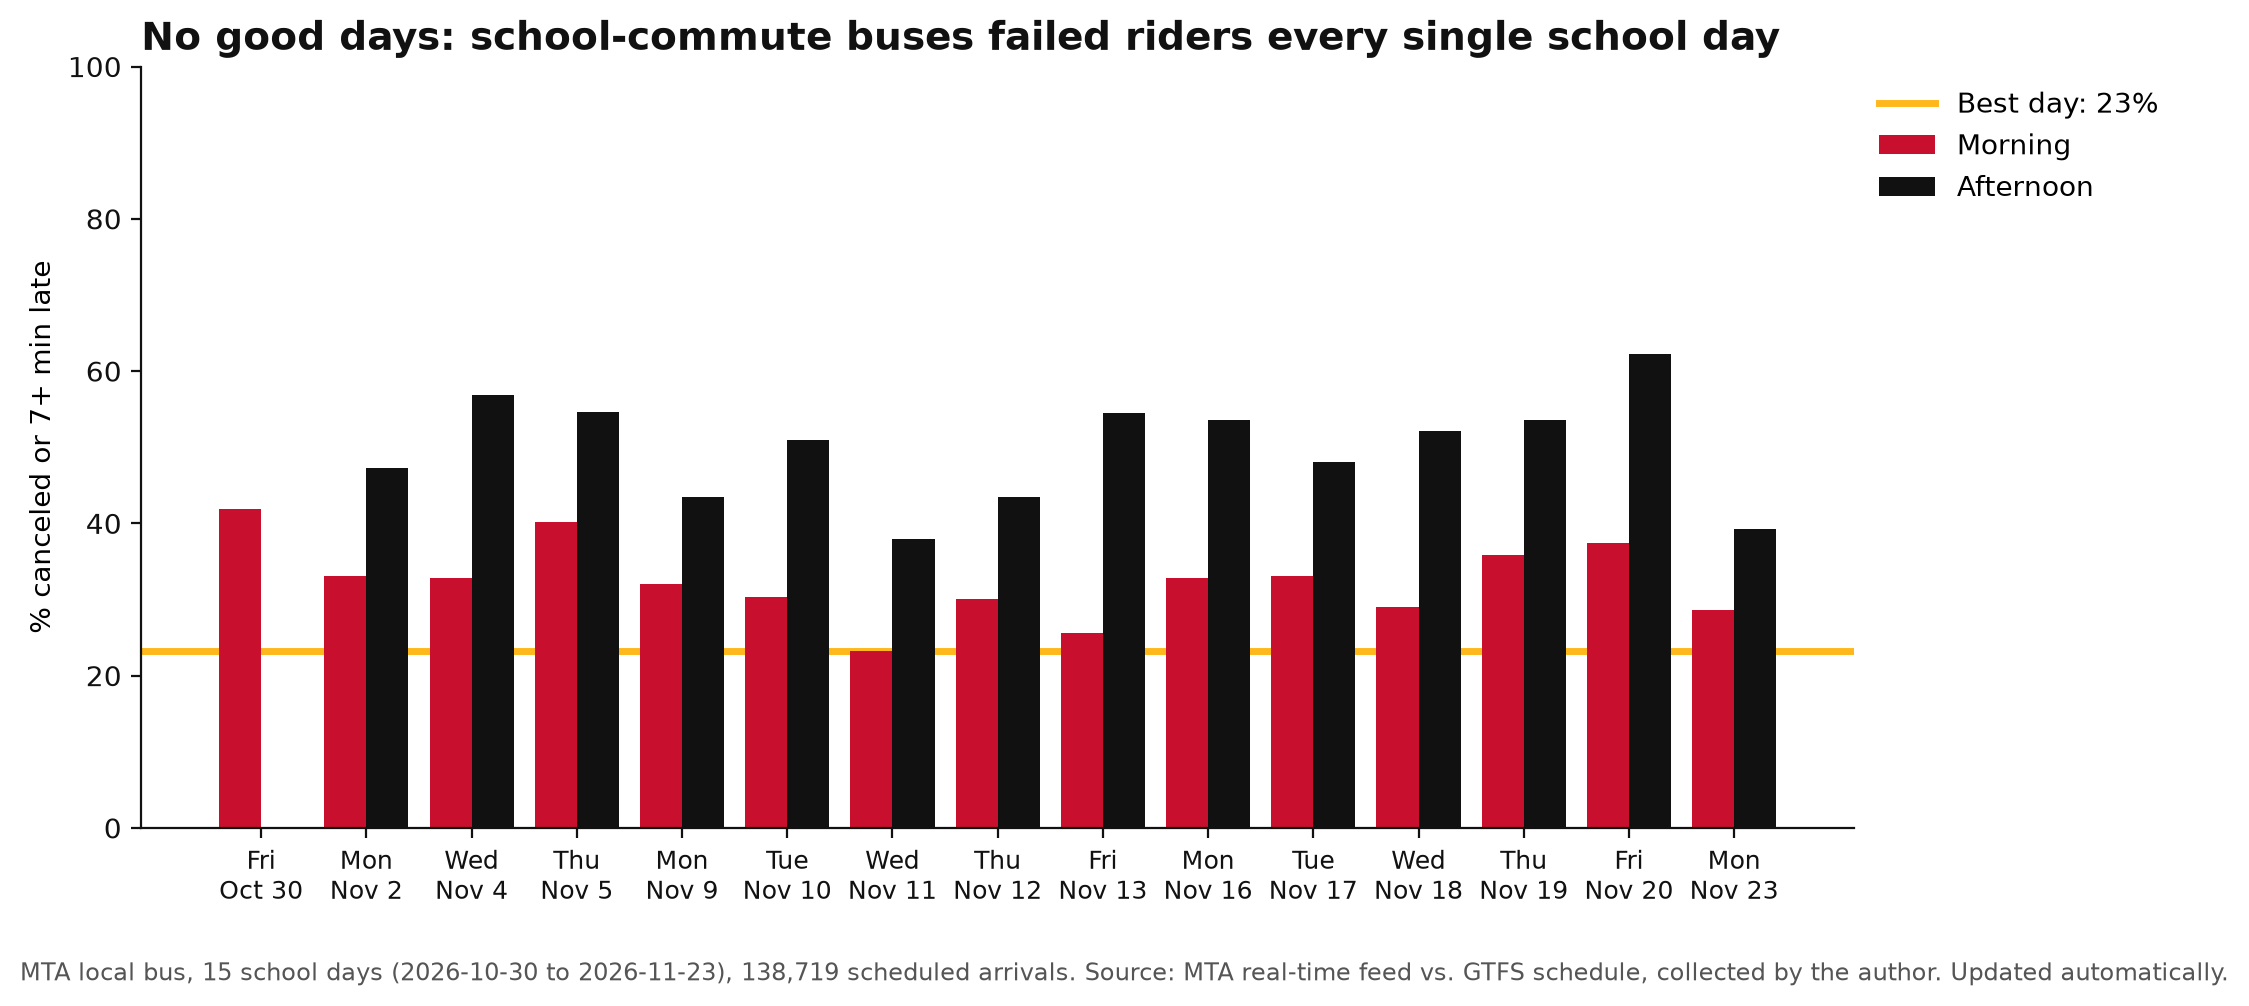 No good days: school-commute buses failed riders every single school day
% canceled or 7+ min late
100
80
60
40
20
0
Best day: 23%
Morning
Afternoon
Fri Oct 30
Mon Nov 2
Wed Nov 4
Thu Nov 5
Mon Nov 9
Tue Nov 10
Wed Nov 11
Thu Nov 12
Fri Nov 13
Mon Nov 16
Tue Nov 17
Wed Nov 18
Thu Nov 19
Fri Nov 20
Mon Nov 23
MTA local bus, 15 school days (2026-10-30 to 2026-11-23), 138,719 scheduled arrivals. Source: MTA real-time feed vs. GTFS schedule, collected by the author. Updated automatically.